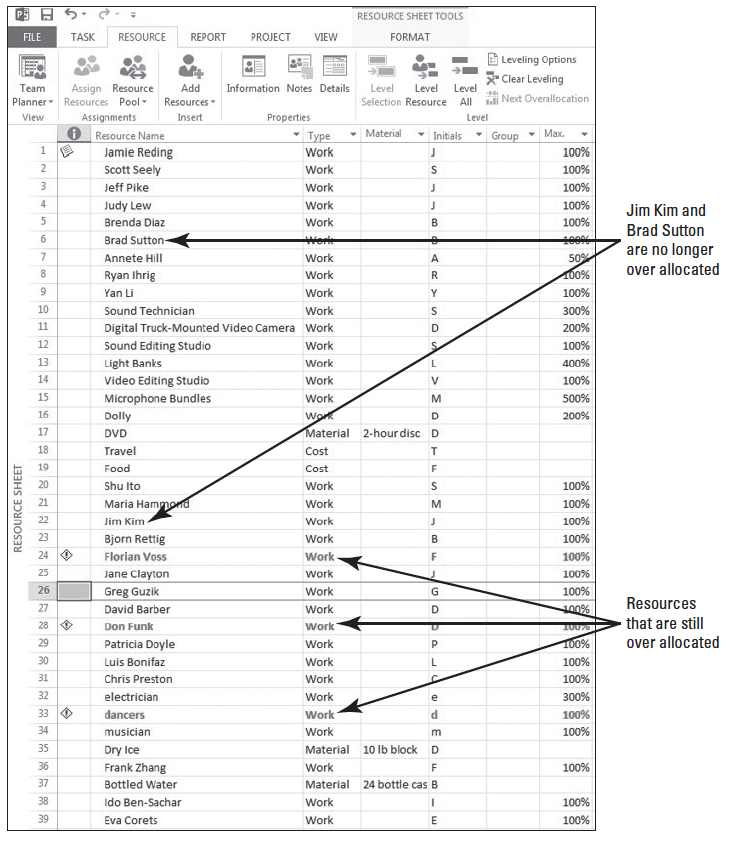 RESOURCE SHEET TOOLS
FILE TASK RESOURCE REPORT PROJECT VIEW FORMAT
Leveling Options
Clear Leveling
Next Overallocation
Team Planner Assign Resources Resource Pool Add Resources Information Notes Details Level Selection Level Resource Level All
View Assignments Insert Properties Level
Resource Name Type Material Initials Group Max.
1 Jamie Reding Work J 100%
2 Scott Seely Work S 100%
3 Jeff Pike Work J 100%
4 Judy Lew Work J 100%
5 Brenda Diaz Work B 100%
6 Brad Sutton Work B 100%
7 Annete Hill Work A 50%
8 Ryan Ihrig Work R 100%
9 Yan Li Work Y 100%
10 Sound Technician Work S 300%
11 Digital Truck-Mounted Video Camera Work D 200%
12 Sound Editing Studio Work S 100%
13 Light Banks Work L 400%
14 Video Editing Studio Work V 100%
15 Microphone Bundles Work M 500%
16 Dolly Work D 200%
17 DVD Material 2-hour disc D
18 Travel Cost T
19 Food Cost F
20 Shu Ito Work S 100%
21 Maria Hammond Work M 100%
22 Jim Kim Work J 100%
23 Bjorn Rettig Work B 100%
24 Florian Voss Work F 100%
25 Jane Clayton Work J 100%
26 Greg Guzik Work G 100%
27 David Barber Work D 100%
28 Don Funk Work D 100%
29 Patricia Doyle Work P 100%
30 Luis Bonifaz Work L 100%
31 Chris Preston Work C 100%
32 electrician Work e 300%
33 dancers Work d 100%
34 musician Work m 100%
35 Dry Ice Material 10 lb block D
36 Frank Zhang Work F 100%
37 Bottled Water Material 24 bottle cas B
38 Ido Ben-Sachar Work I 100%
39 Eva Corets Work E 100%
RESOURCE SHEET
Jim Kim and
Brad Sutton
are no longer
over allocated
Resources
that are still
over allocated